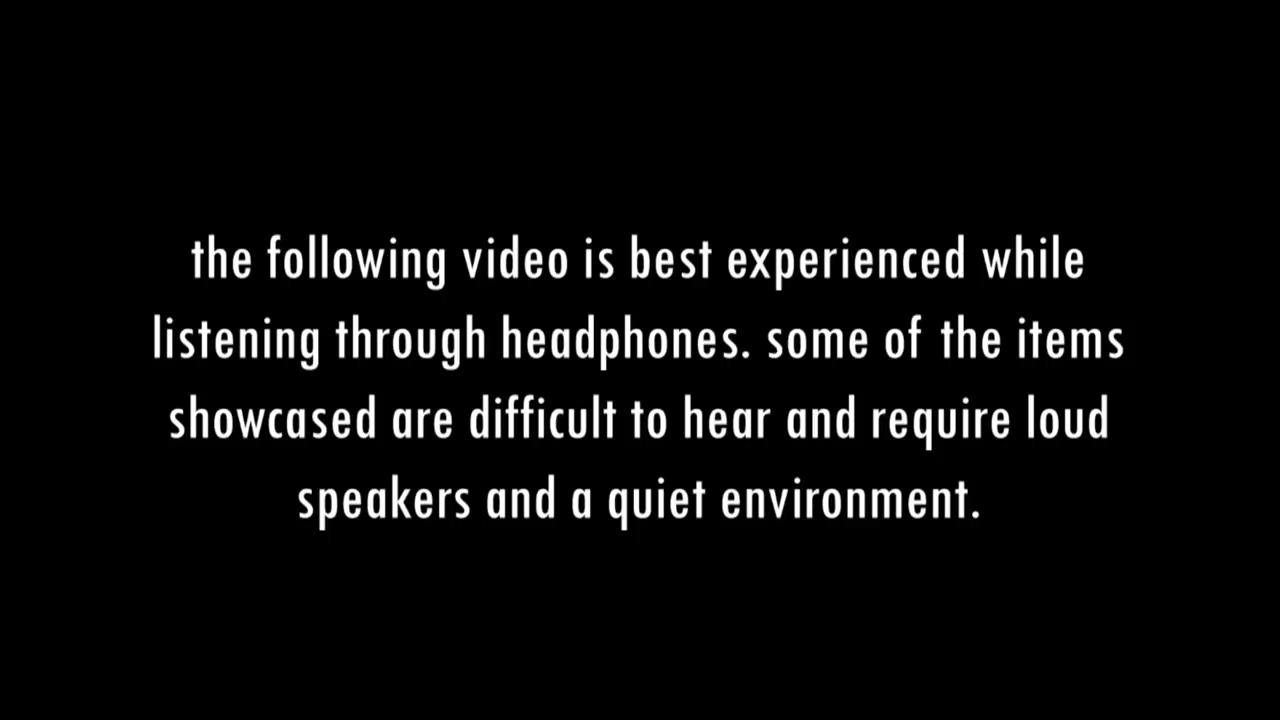 the following video is best experienced while
listening through headphones. some of the items
showcased are difficult to hear and require loud
speakers and a quiet environment.